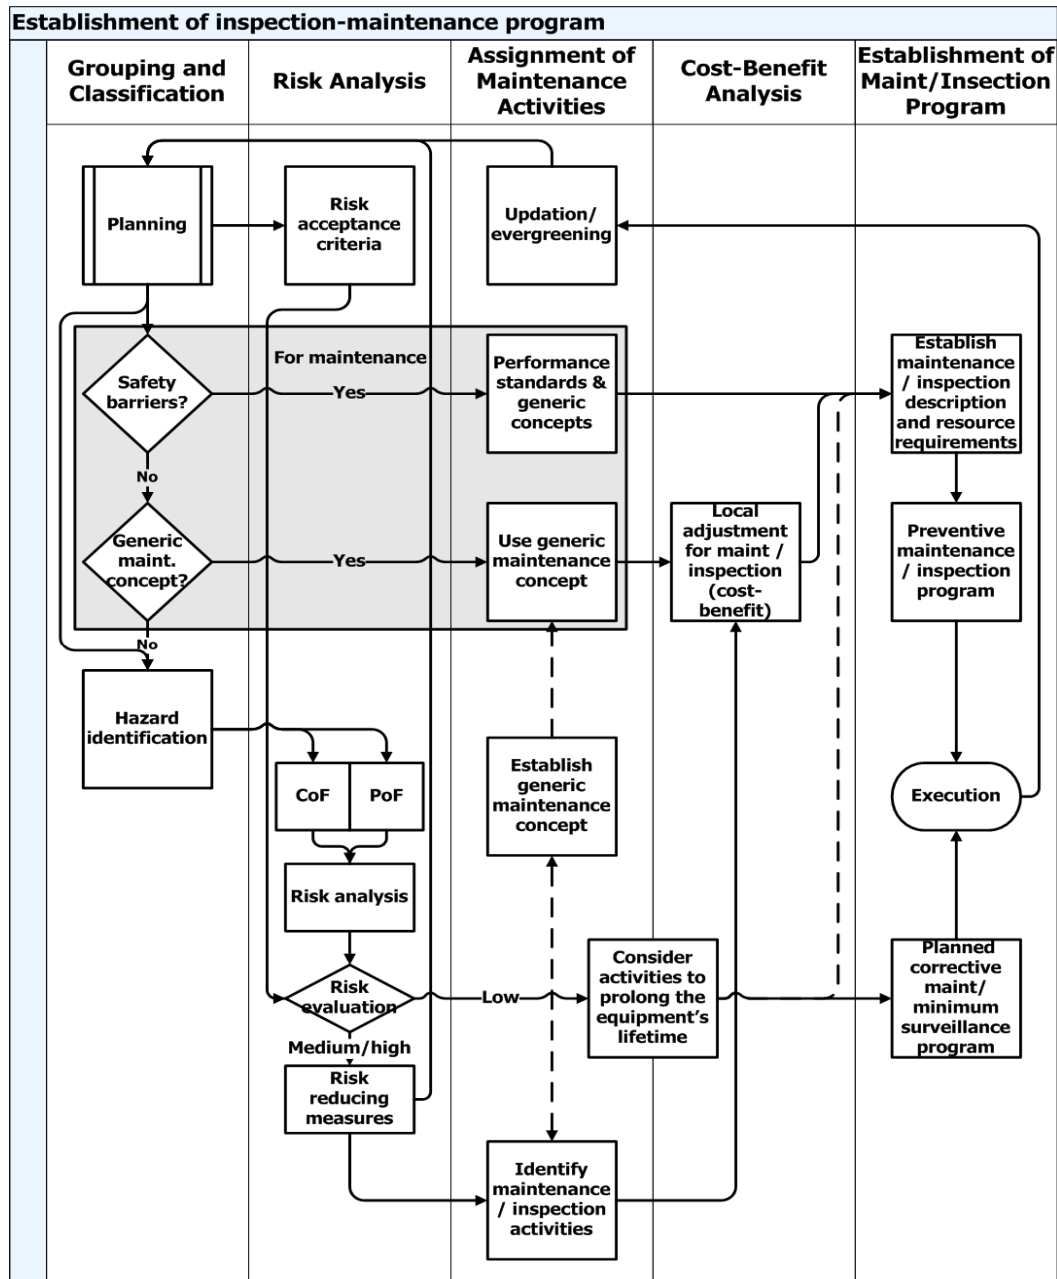 Establishment of inspection-maintenance program
Grouping and
Classification
Risk Analysis
Assignment of
Maintenance
Activities
Cost-Benefit
Analysis
Establishment of
Maint/Insection
Program
Planning
Risk
acceptance
criteria
Updation/
evergreening
For maintenance
Safety
barriers?
Yes
Performance
standards &
generic
concepts
Establish
maintenance
/ inspection
description
and resource
requirements
No
Generic
maint.
concept?
Yes
Use generic
maintenance
concept
Local
adjustment
for maint /
inspection
(cost-
benefit)
Preventive
maintenance
/ inspection
program
No
Hazard
identification
CoF
PoF
Establish
generic
maintenance
concept
Execution
Risk analysis
Risk
evaluation
Low
Consider
activities to
prolong the
equipment's
lifetime
Planned
corrective
maint/
minimum
surveillance
program
Medium/high
Risk
reducing
measures
Identify
maintenance
/ inspection
activities